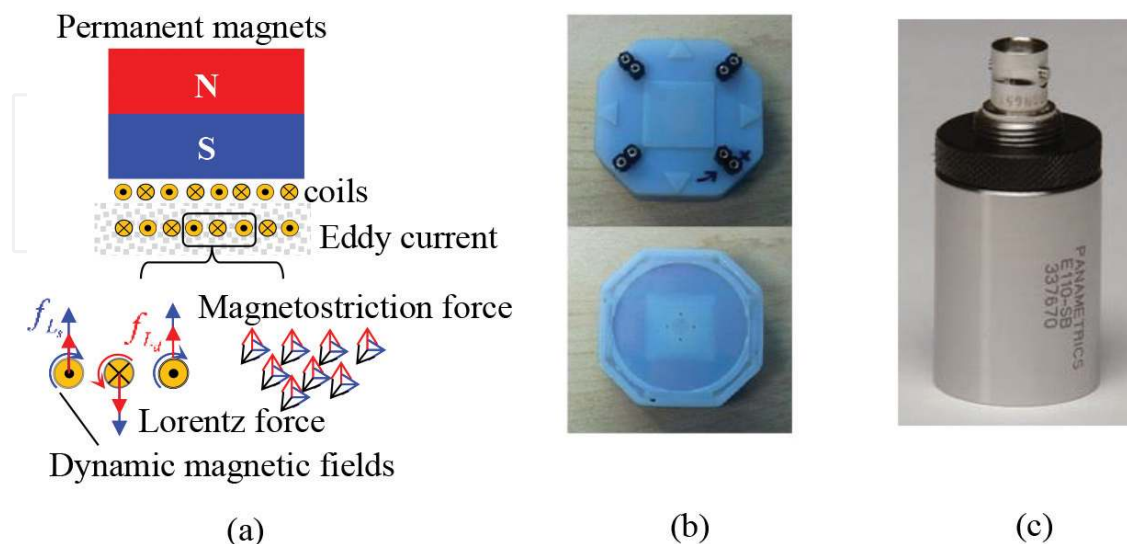 Permanent magnets
N
S
coils
Eddy current
Magnetostriction force
f_{L_s}
f_{L_d}
Lorentz force
Dynamic magnetic fields
(a)
(b)
PANAMETRICS
E110-SB
337670
(c)